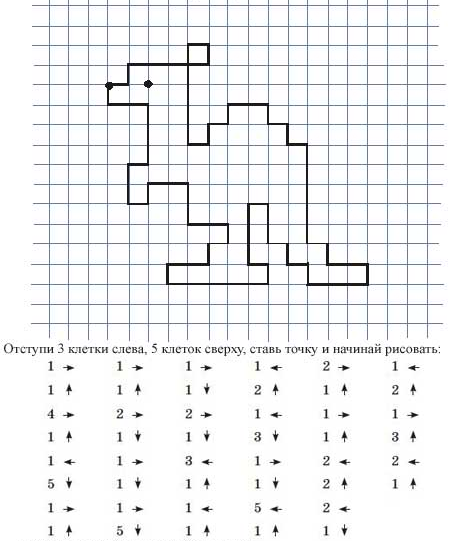 Отступи 3 клетки слева, 5 клеток сверху, ставь точку и начинай рисовать:
1 → 1 → 1 → 1 ← 2 → 1 ←
1 ↑ 1 ↑ 1 ↓ 2 ↑ 1 ↑ 2 ↑
4 → 2 → 2 → 1 ← 1 → 1 →
1 ↑ 1 ↓ 1 ↓ 3 ↓ 1 ↑ 3 ↑
1 ← 1 → 3 ← 1 → 2 ← 2 ←
5 ↓ 1 ↓ 1 ↑ 1 ↓ 2 ↑ 1 ↑
1 → 1 → 1 ← 5 ← 2 ←
1 ↑ 5 ↓ 1 ↑ 1 ↑ 1 ↓